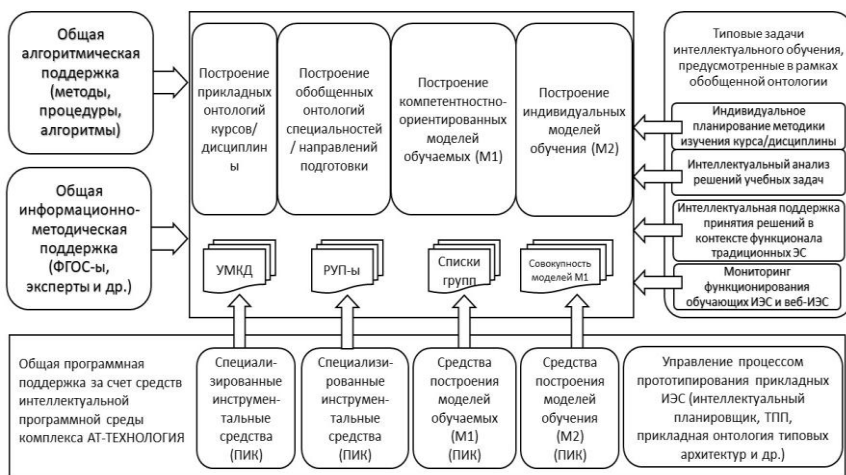 Общая
алгоритмическая
поддержка
(методы,
процедуры,
алгоритмы)
Общая
информационно-
методическая
поддержка
(ФГОС-ы,
эксперты и др.)
Построение
прикладных
онтологий
курсов/
дисциплин
ы
Построение
обобщенных
онтологий
специальностей
/ направлений
подготовки
Построение
компетентностно-
ориентированных
моделей
обучаемых (М1)
Построение
индивидуальных
моделей
обучения (М2)
УМКД
РУП-ы
Списки
групп
Совокупность
моделей М1
Типовые задачи
интеллектуального обучения,
предусмотренные в рамках
обобщенной онтологии
Индивидуальное
планирование методики
изучения курса/дисциплины
Интеллектуальный анализ
решений учебных задач
Интеллектуальная поддержка
принятия решений в
контексте функционала
традиционных ЭС
Мониторинг
функционирования
обучающих ИЭС и веб-ИЭС
Общая программная
поддержка за счет средств
интеллектуальной
программной среды
комплекса АТ-ТЕХНОЛОГИЯ
Специали-
зированные
инструмен-
тальные
средства
(ПИК)
Специализи-
рованные
инструмен-
тальные
средства (ПИК)
Средства
построения
моделей
обучаемых
(М1)
(ПИК)
Средства
построения
моделей
обучения
(М2)
(ПИК)
Управление процессом
прототипирования прикладных
ИЭС (интеллектуальный
планировщик, ТПП,
прикладная онтология типовых
архитектур и др.)